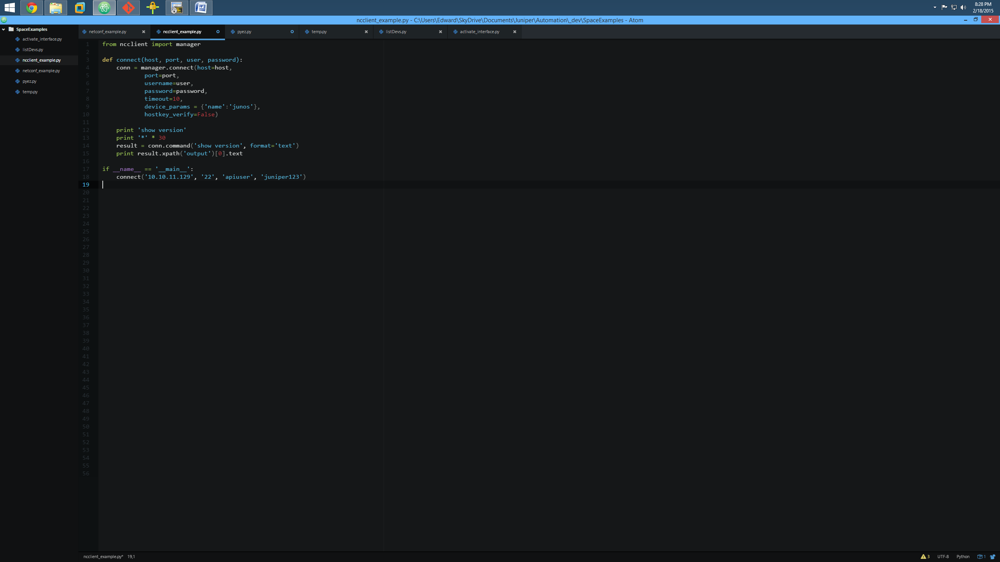 8:28 PM
2/18/2015
ncclient_example.py - C:\Users\Edward\SkyDrive\Documents\Juniper\Automation\_dev\SpaceExamples - Atom
SpaceExamples
activate_interface.py
listDevs.py
ncclient_example.py
netconf_example.py
pyez.py
temp.py
netconf_example.py
ncclient_example.py
pyez.py
temp.py
listDevs.py
activate_interface.py
1 from ncclient import manager
2
3 def connect(host, port, user, password):
4     conn = manager.connect(host=host,
5             port=port,
6             username=user,
7             password=password,
8             timeout=10,
9             device_params = {'name':'junos'},
10             hostkey_verify=False)
11
12     print 'show version'
13     print '*' * 30
14     result = conn.command('show version', format='text')
15     print result.xpath('output')[0].text
16
17 if __name__ == '__main__':
18     connect('10.10.11.129', '22', 'apiuser', 'juniper123')
19
20
21
22
23
24
25
26
27
28
29
30
31
32
33
34
35
36
37
38
39
40
41
42
43
44
45
46
47
48
49
50
51
52
53
54
55
56
ncclient_example.py* 19,1
3 UTF-8 Python 1